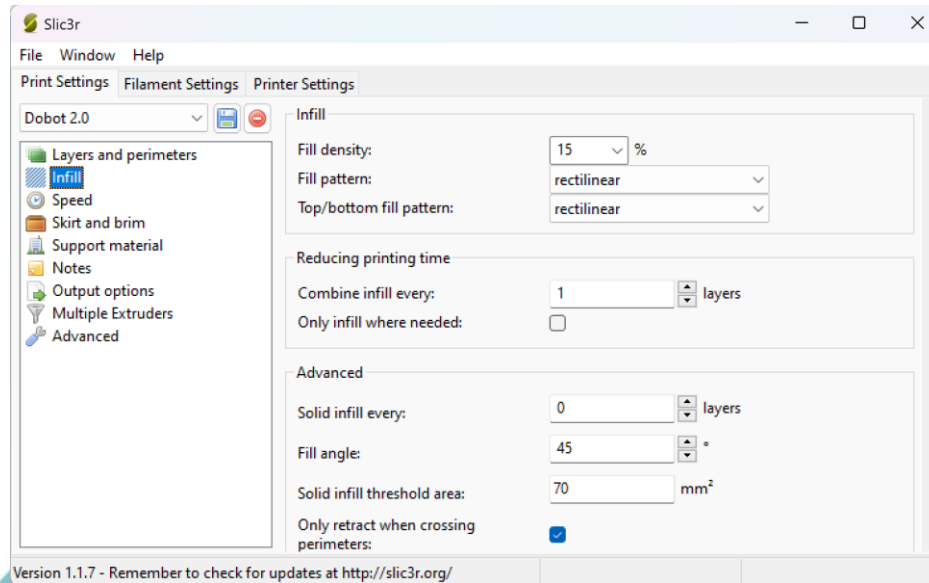 Slic3r
File Window Help
Print Settings Filament Settings Printer Settings
Dobot 2.0
Layers and perimeters
Infill
Speed
Skirt and brim
Support material
Notes
Output options
Multiple Extruders
Advanced
Infill
Fill density: 15 %
Fill pattern: rectilinear
Top/bottom fill pattern: rectilinear
Reducing printing time
Combine infill every: 1 layers
Only infill where needed:
Advanced
Solid infill every: 0 layers
Fill angle: 45 °
Solid infill threshold area: 70 mm²
Only retract when crossing
perimeters:
Version 1.1.7 - Remember to check for updates at http://slic3r.org/